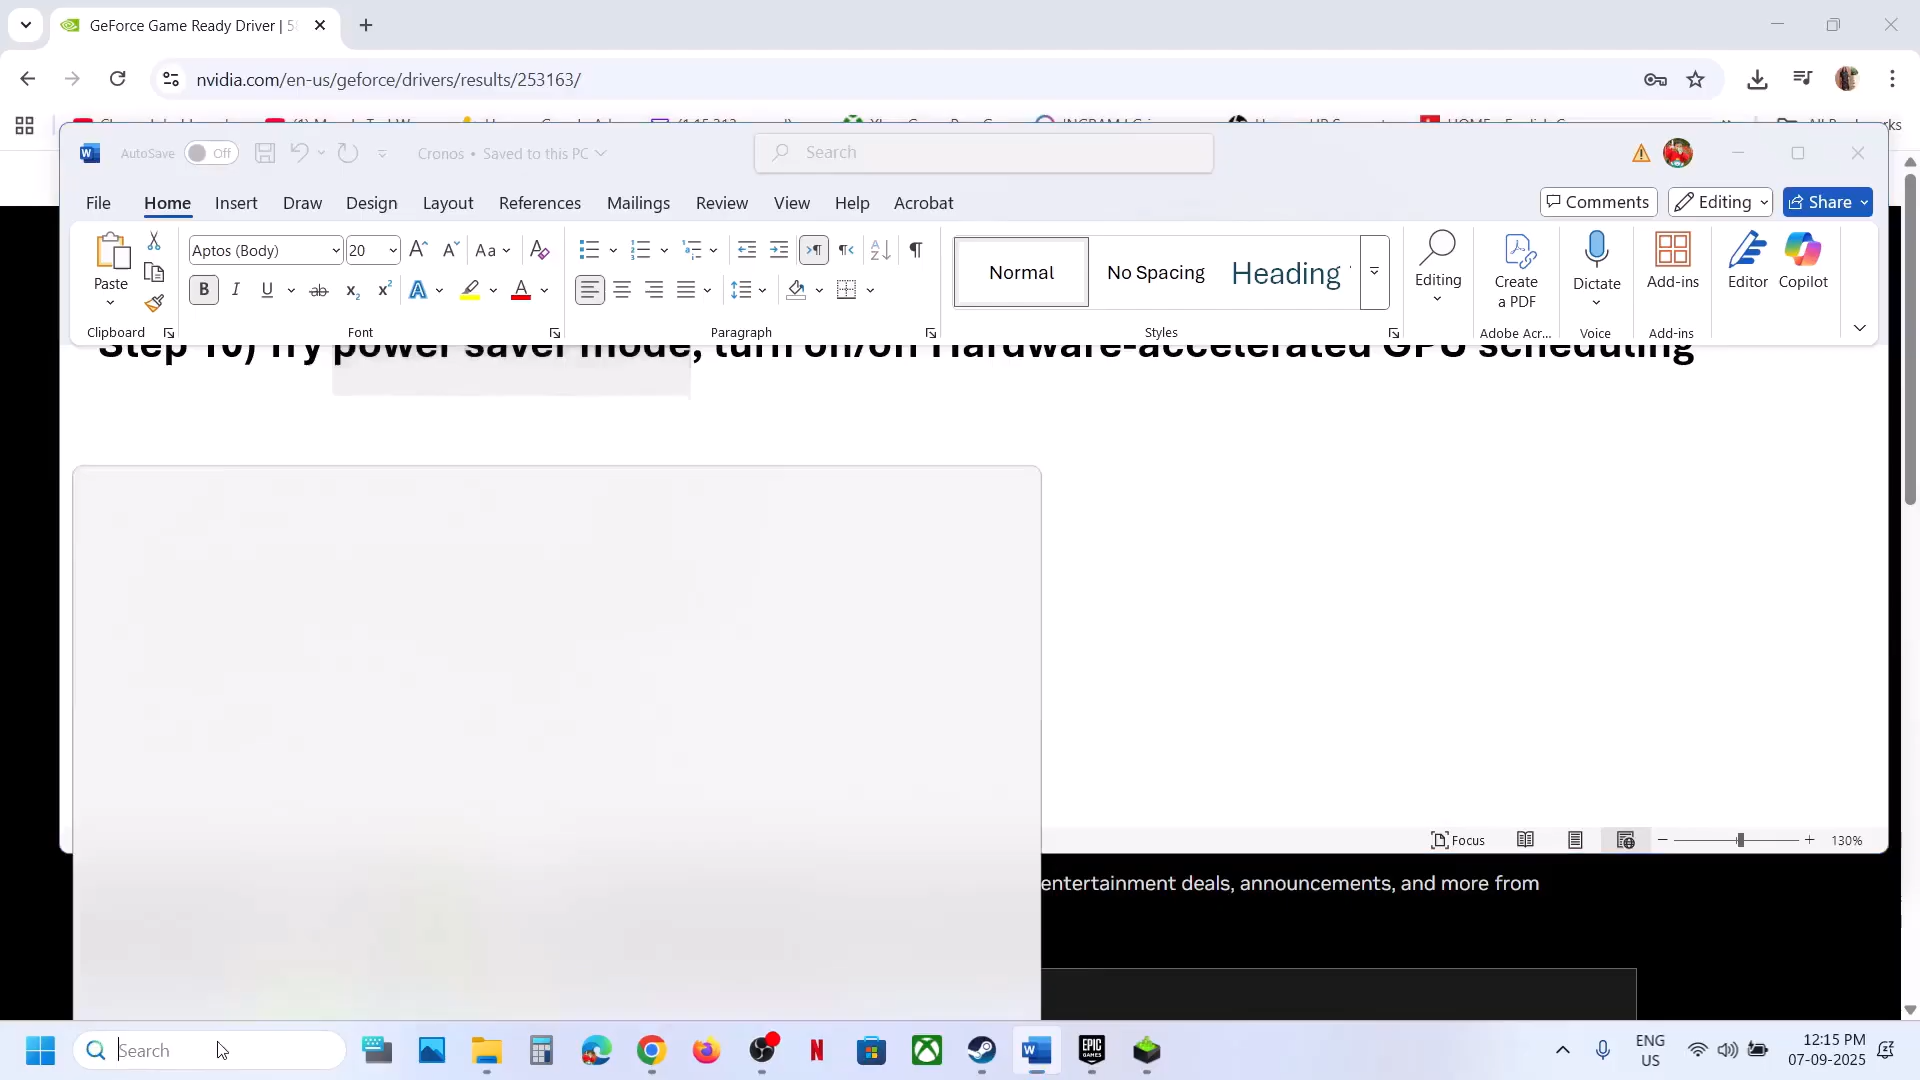 GeForce Game Ready Driver | 5
nvidia.com/en-us/geforce/drivers/results/253163/
AutoSave Off
Cronos • Saved to this PC
Search
File Home Insert Draw Design Layout References Mailings Review View Help Acrobat
Comments Editing Share
Paste
Aptos (Body) 20
Normal
No Spacing
Heading
Editing
Create
a PDF
Dictate
Add-ins
Editor
Copilot
Clipboard Font Paragraph Styles Adobe Acr... Voice Add-ins
Step 10) Try power saver mode, turn on/off Hardware-accelerated GPU scheduling
Focus
130%
entertainment deals, announcements, and more from
Search
ENG
US
12:15 PM
07-09-2025